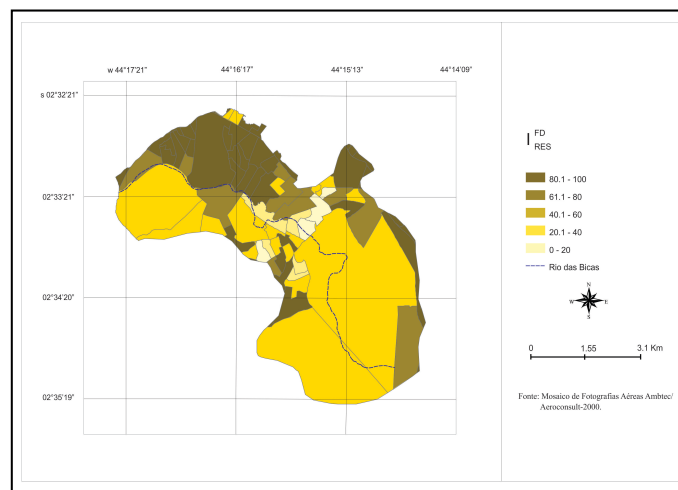 w 44°17'21" 44°16'17" 44°15'13 44°14'09"
s 02°32'21"
02°33'21"
02°34'20"
02°35'19"
I FD
RES
80.1 - 100
61.1 - 80
40.1 - 60
20.1 - 40
0 - 20
Rio das Bicas
N
W E
S
0 1.55 3.1 Km
Fonte: Mosaico de Fotografias Aéreas Ambtec/
Aeroconsult-2000.